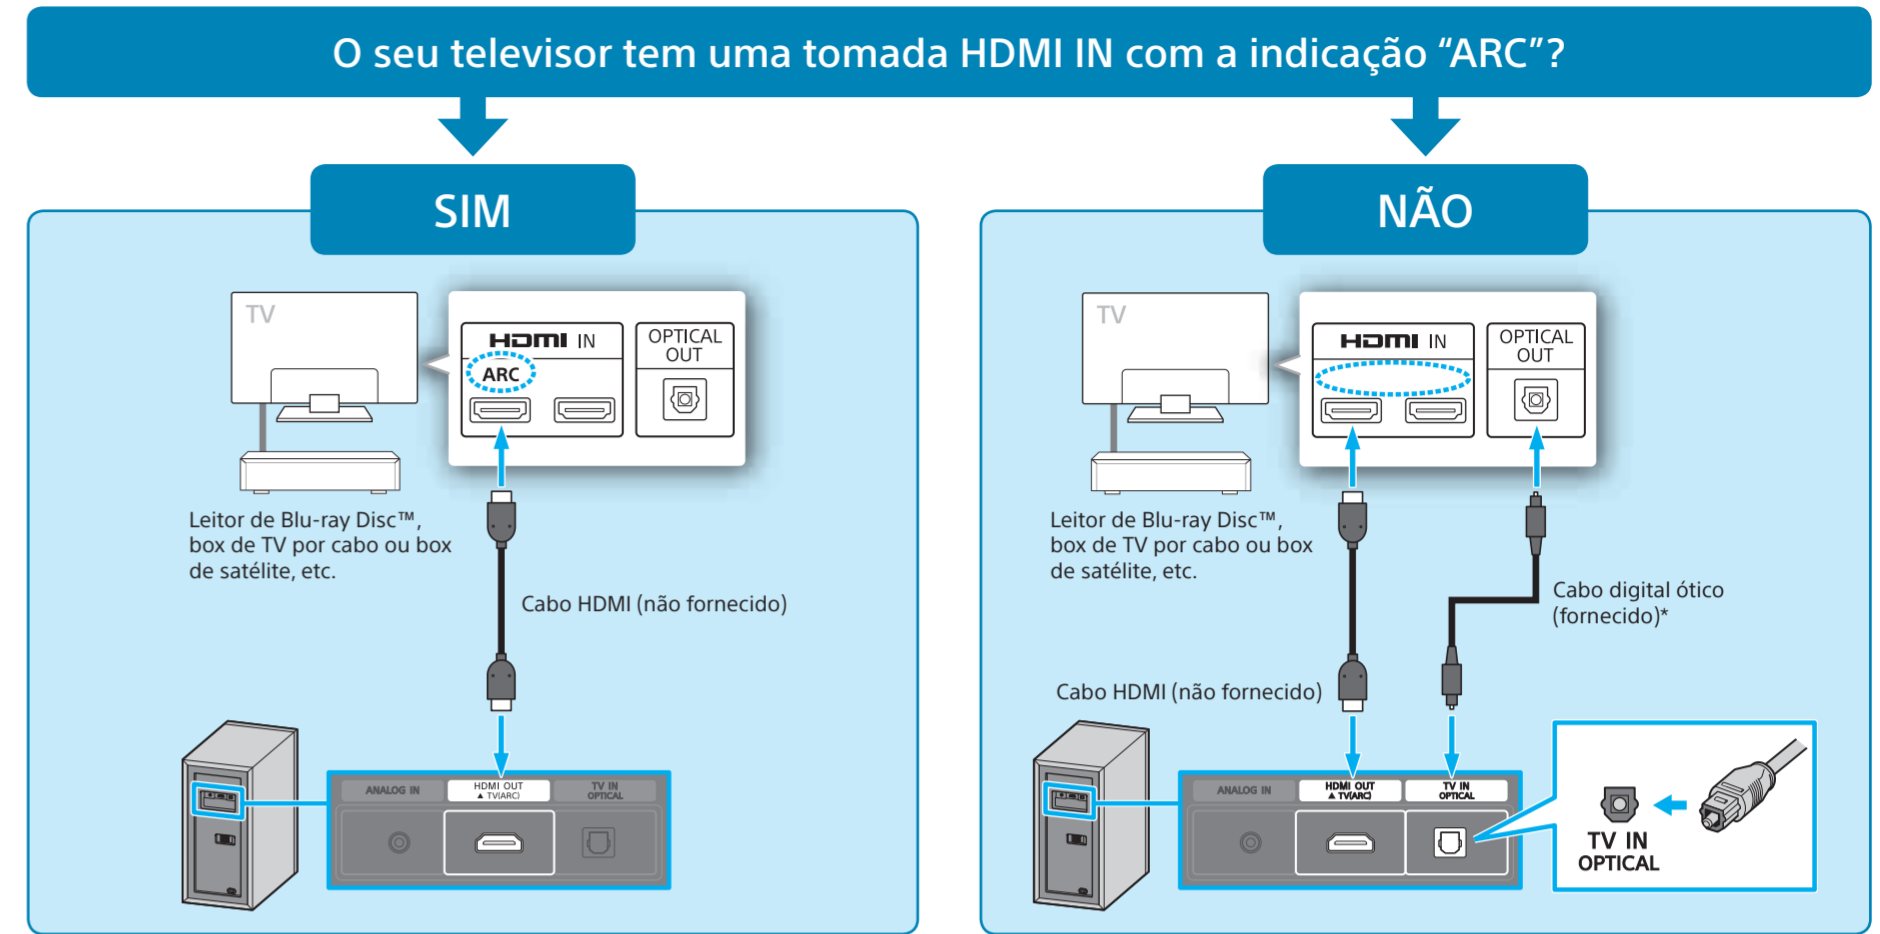 O seu televisor tem uma tomada HDMI IN com a indicação “ARC”?
SIM
TV
HDMI IN
ARC
OPTICAL
OUT
Leitor de Blu-ray Disc™,
box de TV por cabo ou box
de satélite, etc.
Cabo HDMI (não fornecido)
ANALOG IN
HDMI OUT
▲ TV(ARC)
TV IN
OPTICAL
NÃO
TV
HDMI IN
OPTICAL
OUT
Leitor de Blu-ray Disc™,
box de TV por cabo ou box
de satélite, etc.
Cabo digital ótico
(fornecido)*
Cabo HDMI (não fornecido)
ANALOG IN
HDMI OUT
▲ TV(ARC)
TV IN
OPTICAL
TV IN
OPTICAL